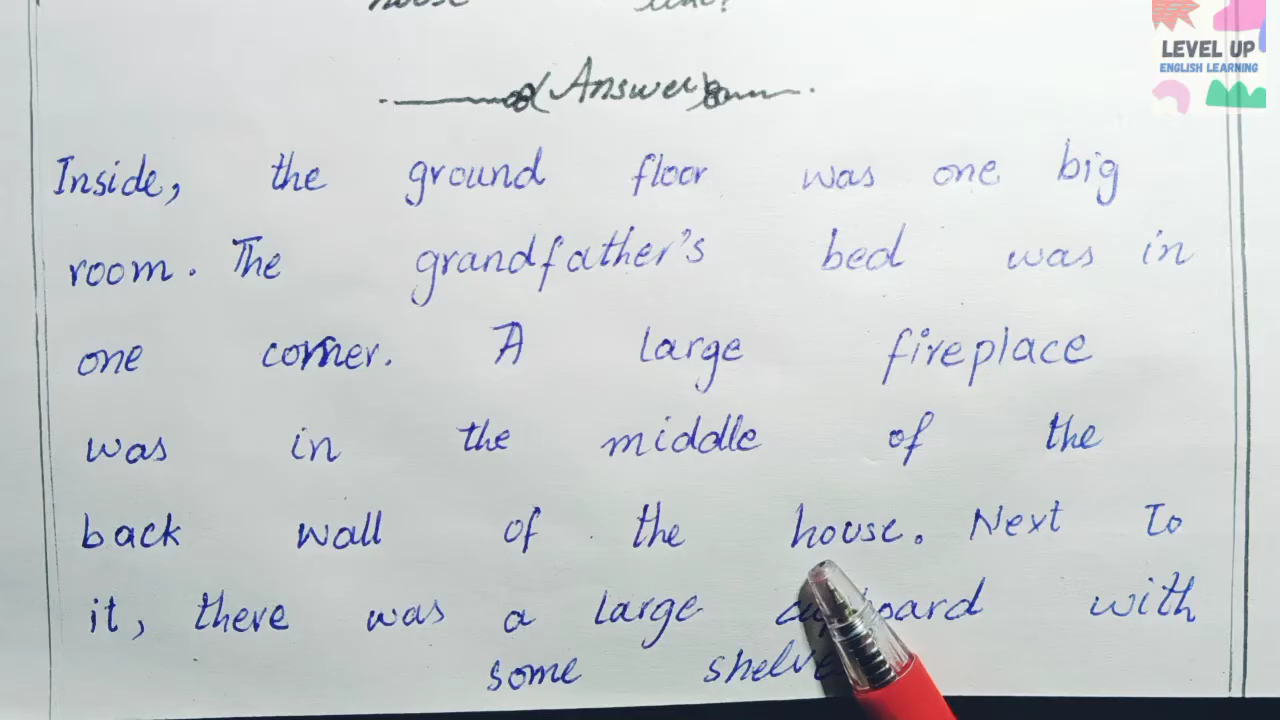 house
LEVEL UP
ENGLISH LEARNING
(Answer)
Inside, the ground floor was one big
room. The grandfather's bed was in
one corner. A large fireplace
was in the middle of the
back wall of the house. Next to
it, there was a large with
some